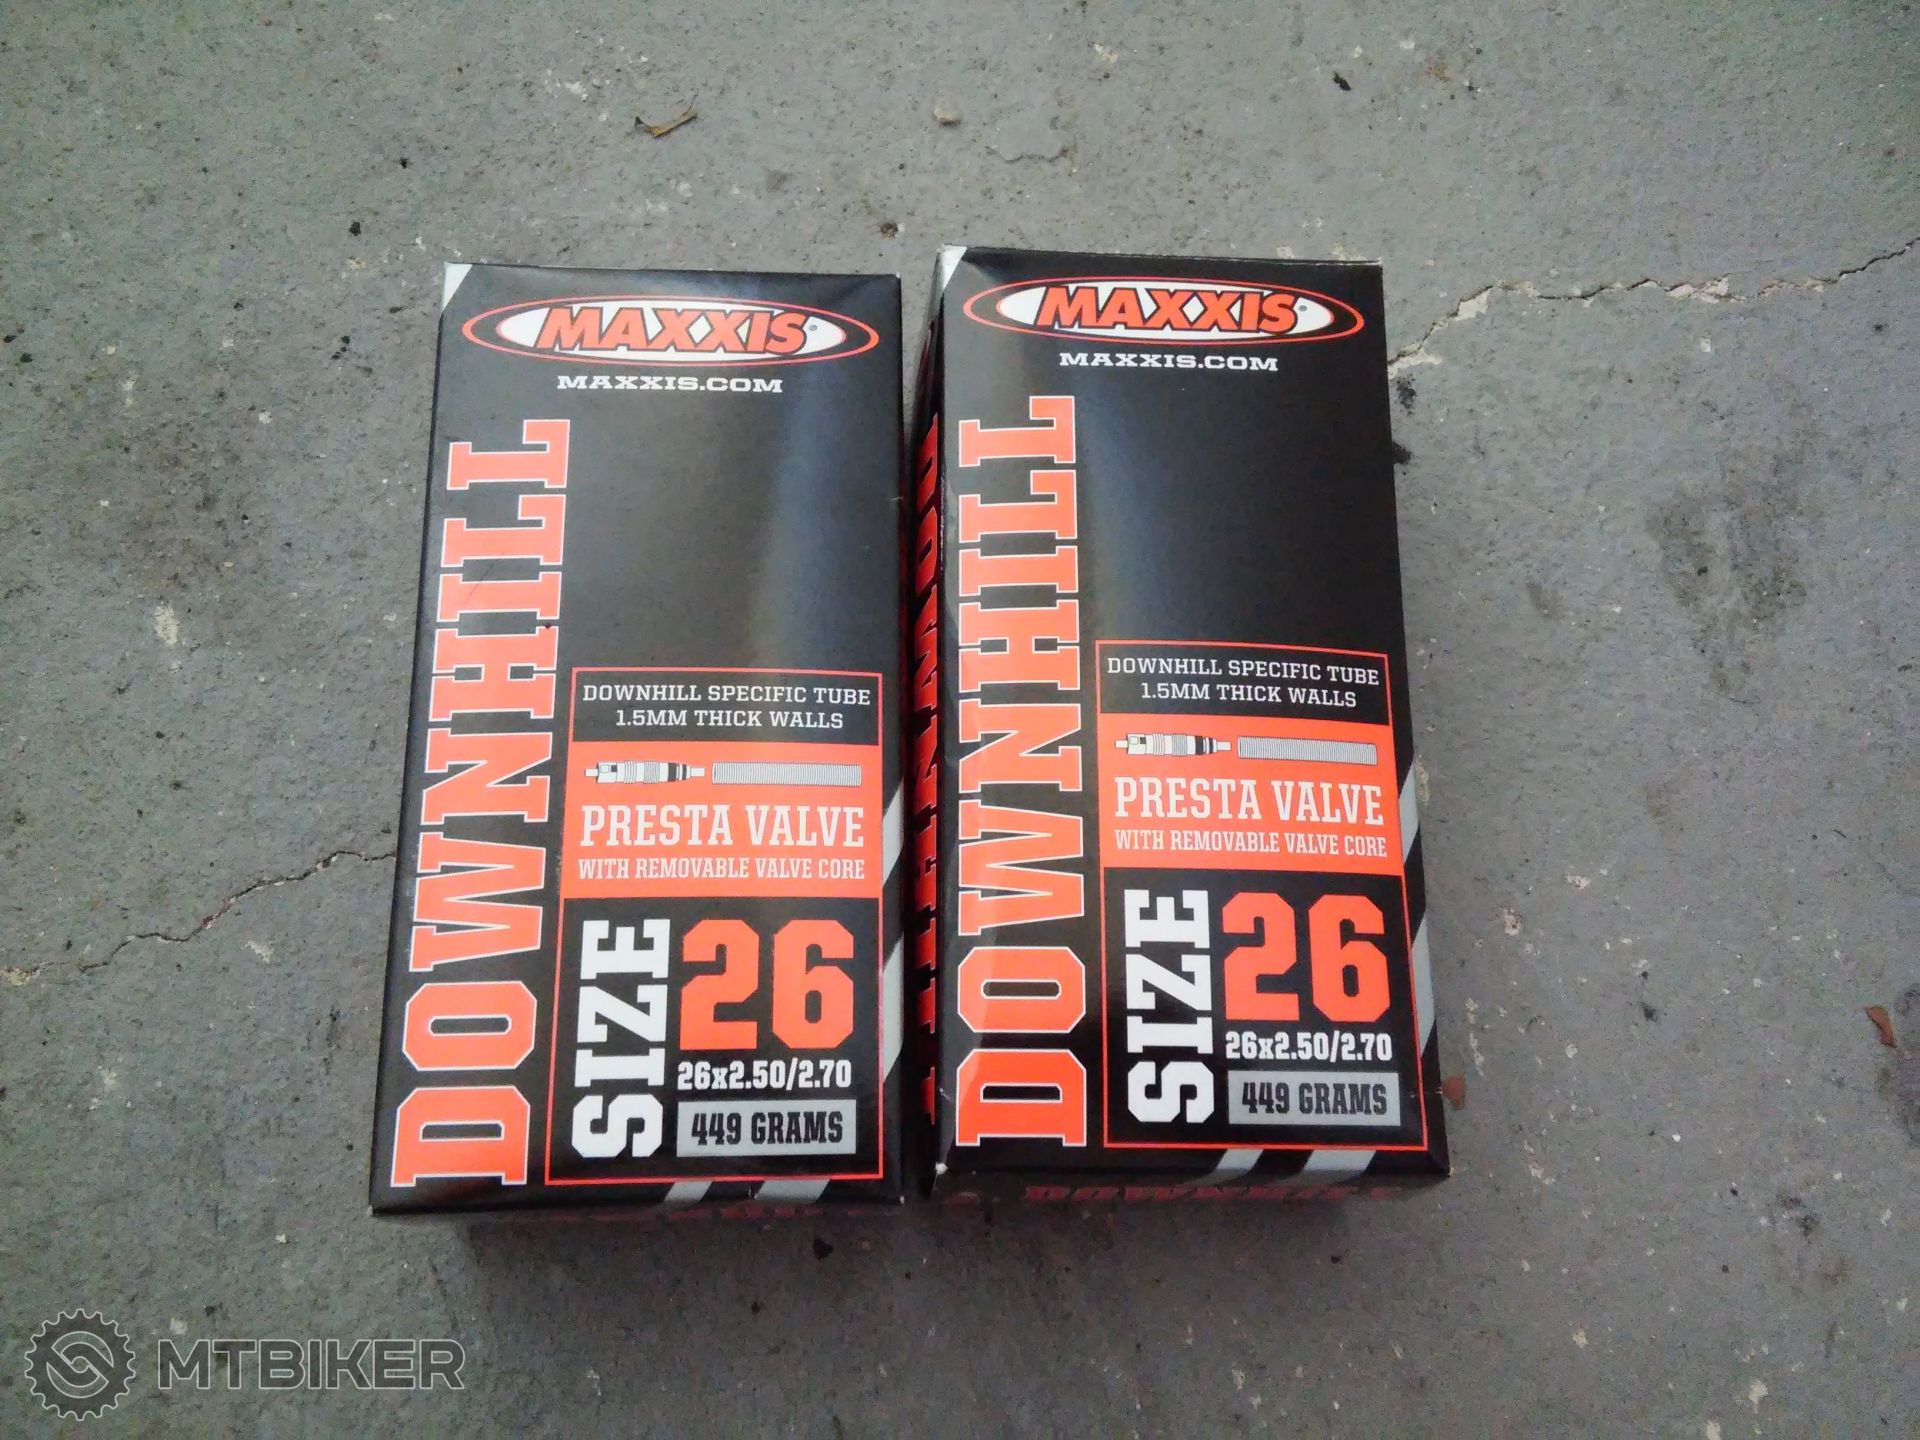 MAXXIS®
MAXXIS.COM
DOWNHILL
DOWNHILL SPECIFIC TUBE
1.5MM THICK WALLS
PRESTA VALVE
WITH REMOVABLE VALVE CORE
SIZE
26
26x2.50/2.70
449 GRAMS
MAXXIS®
MAXXIS.COM
DOWNHILL
DOWNHILL
DOWNHILL SPECIFIC TUBE
1.5MM THICK WALLS
PRESTA VALVE
WITH REMOVABLE VALVE CORE
SIZE
26
26x2.50/2.70
449 GRAMS
DOWNHILL
MTBIKER